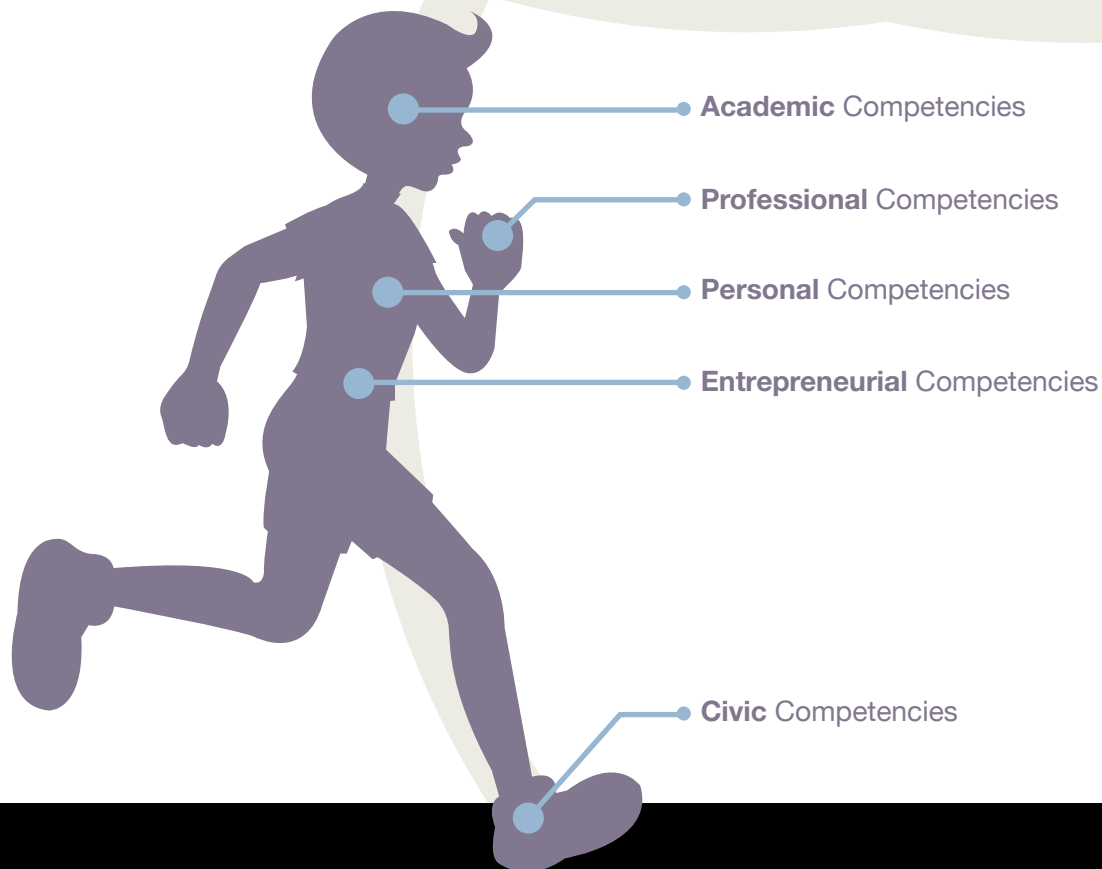 Academic Competencies
Professional Competencies
Personal Competencies
Entrepreneurial Competencies
Civic Competencies